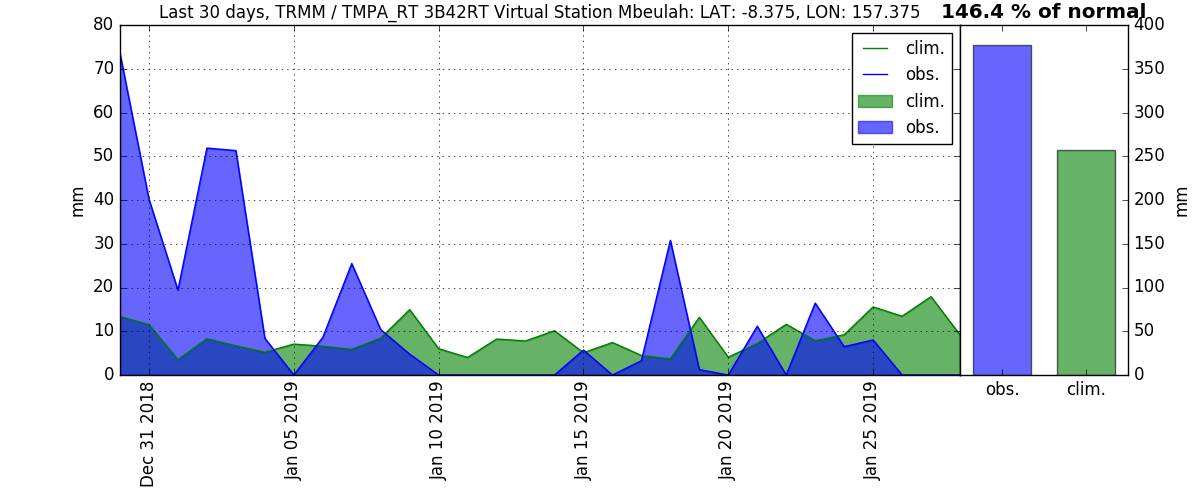 Last 30 days, TRMM / TMPA_RT 3B42RT Virtual Station Mbeulah: LAT: -8.375, LON: 157.375
146.4 % of normal
80
70
60
50
40
30
20
10
0
mm
clim.
obs.
clim.
obs.
Dec 31 2018
Jan 05 2019
Jan 10 2019
Jan 15 2019
Jan 20 2019
Jan 25 2019
400
350
300
250
200
150
100
50
0
mm
obs.
clim.